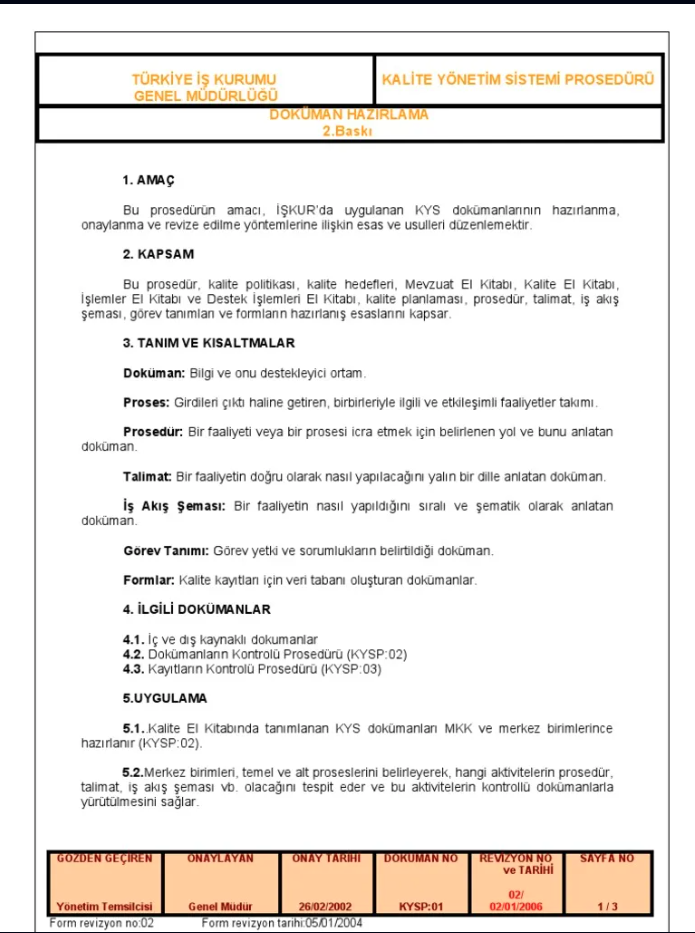 TÜRKİYE İŞ KURUMU
GENEL MÜDÜRLÜĞÜ
KALİTE YÖNETİM SİSTEMİ PROSEDÜRÜ
DOKÜMAN HAZIRLAMA
2.Baskı
1. AMAÇ
Bu prosedürün amacı, İŞKUR'da uygulanan KYS dokümanlarının hazırlanma,
onaylanma ve revize edilme yöntemlerine ilişkin esas ve usulleri düzenlemektir.
2. KAPSAM
Bu prosedür, kalite politikası, kalite hedefleri, Mevzuat El Kitabı, Kalite El Kitabı,
İşlemler El Kitabı ve Destek İşlemleri El Kitabı, kalite planlaması, prosedür, talimat, iş akış
şeması, görev tanımları ve formların hazırlanış esaslarını kapsar.
3. TANIM VE KISALTMALAR
Doküman: Bilgi ve onu destekleyici ortam.
Proses: Girdileri çıktı haline getiren, birbirleriyle ilgili ve etkileşimli faaliyetler takımı.
Prosedür: Bir faaliyeti veya bir prosesi icra etmek için belirlenen yol ve bunu anlatan
doküman.
Talimat: Bir faaliyetin doğru olarak nasıl yapılacağını yalın bir dille anlatan doküman.
İş Akış Şeması: Bir faaliyetin nasıl yapıldığını sıralı ve şematik olarak anlatan
doküman.
Görev Tanımı: Görev yetki ve sorumlukların belirtildiği doküman.
Formlar: Kalite kayıtları için veri tabanı oluşturan dokümanlar.
4. İLGİLİ DOKÜMANLAR
4.1. İç ve dış kaynaklı dokumanlar
4.2. Dokümanların Kontrolü Prosedürü (KYSP:02)
4.3. Kayıtların Kontrolü Prosedürü (KYSP:03)
5.UYGULAMA
5.1..Kalite El Kitabında tanımlanan KYS dokümanları MKK ve merkez birimlerince
hazırlanır (KYSP:02).
5.2.Merkez birimleri, temel ve alt proseslerini belirleyerek, hangi aktivitelerin prosedür,
talimat, iş akış şeması vb. olacağını tespit eder ve bu aktivitelerin kontrollü dokümanlarla
yürütülmesini sağlar.
GÖZDEN GEÇİREN ONAYLAYAN ONAY TARİHİ DOKÜMAN NO REVİZYON NO SAYFA NO
ve TARİHİ
02/
Yönetim Temsilcisi Genel Müdür 26/02/2002 KYSP:01 02/01/2006 1 / 3
Form revizyon no:02 Form revizyon tarihi:05/01/2004